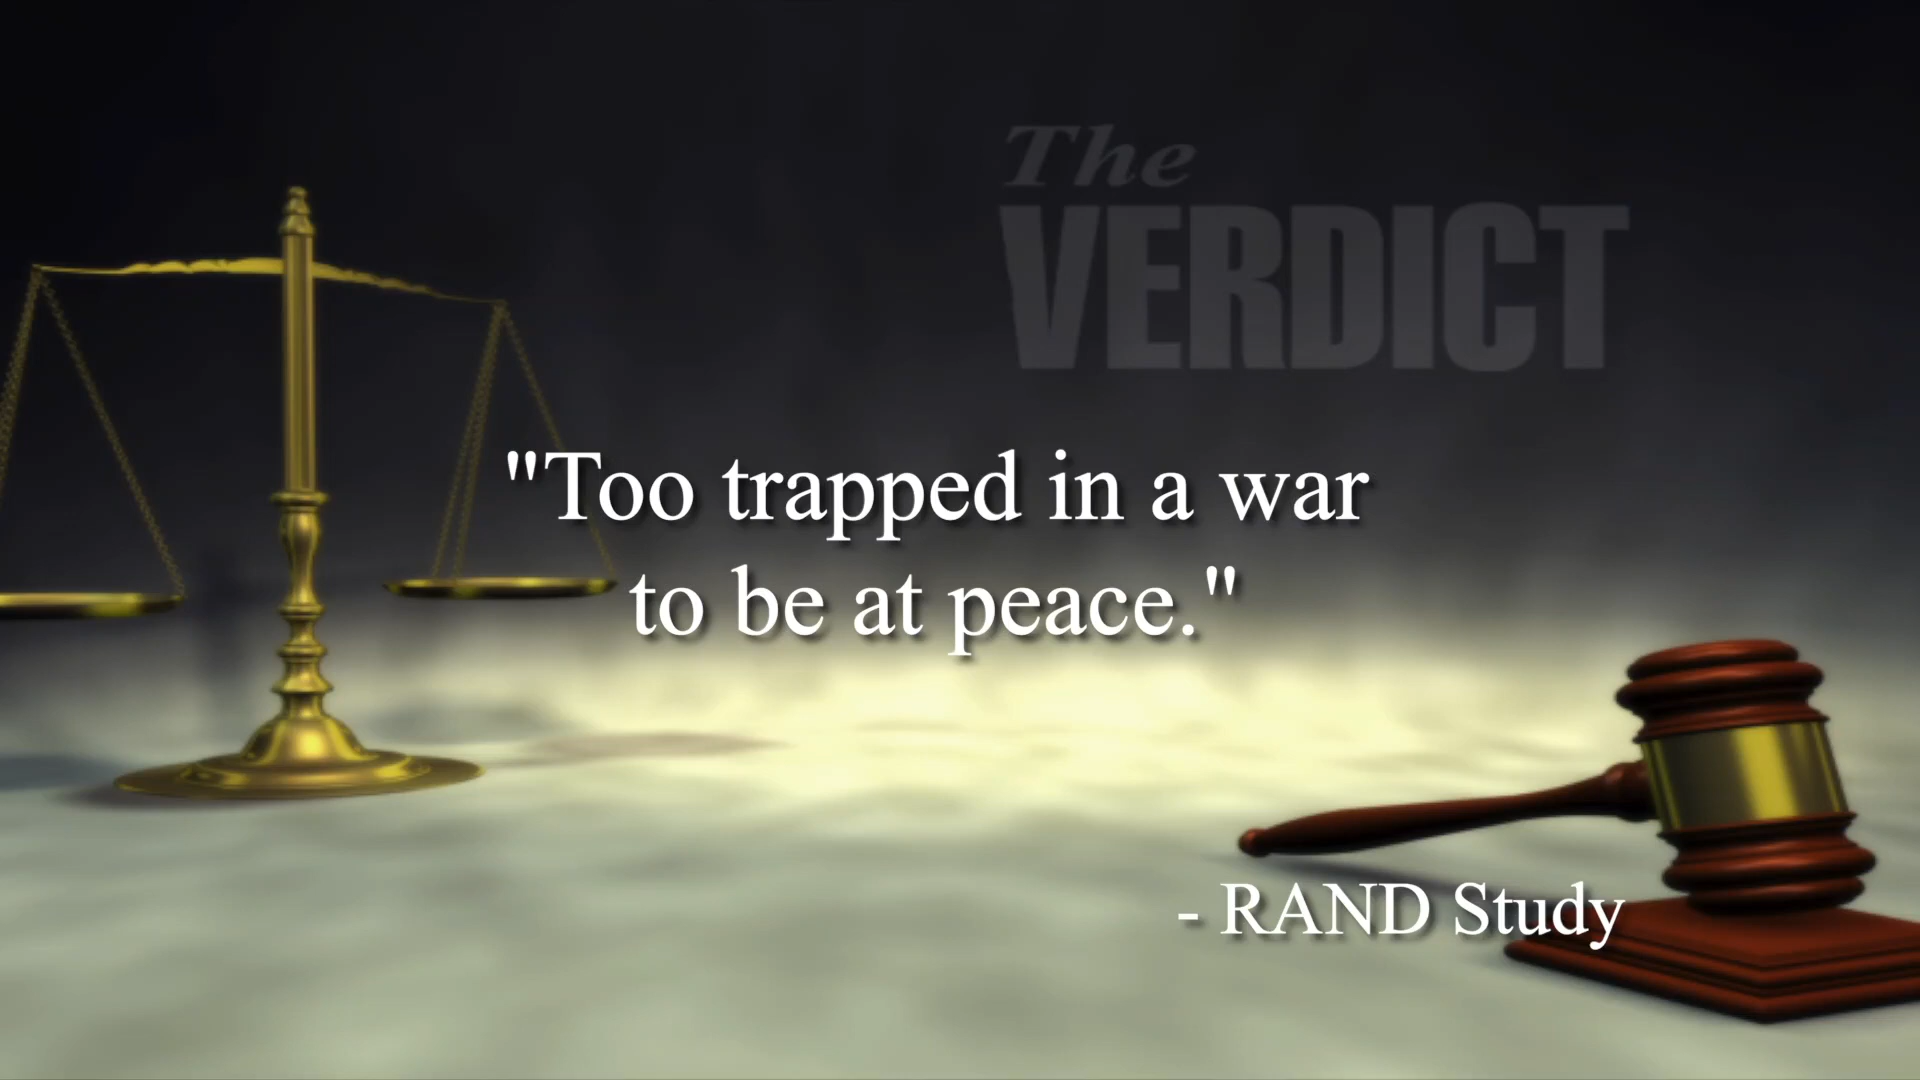 The
VERDICT
"Too trapped in a war
to be at peace."
- RAND Study